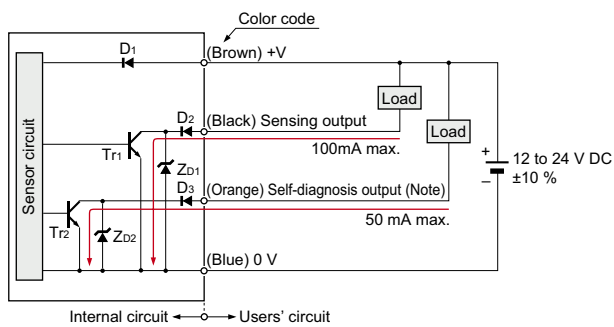 Color code
D1
(Brown) +V
Load
D2
(Black) Sensing output
Load
100mA max.
Sensor circuit
Tr1
ZD1
12 to 24 V DC
±10 %
+
–
D3
(Orange) Self-diagnosis output (Note)
50 mA max.
Tr2
ZD2
(Blue) 0 V
Internal circuit
Users' circuit